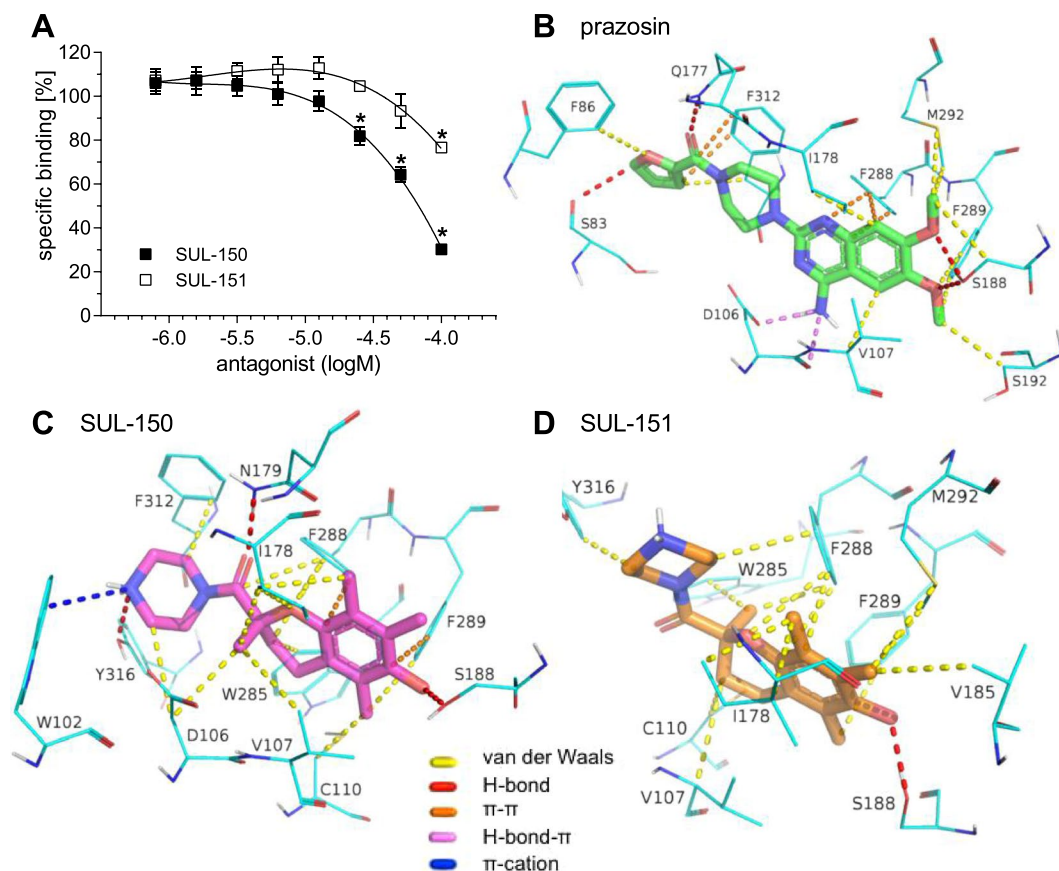 A
specific binding [%]
120
100
80
60
40
20
0
* * *
*
SUL-150
SUL-151
-6.0 -5.5 -5.0 -4.5 -4.0
antagonist (logM)
B prazosin
Q177
F86
F312
M292
I178
F288
S83
F289
S188
D106
V107
S192
C SUL-150
N179
F312
F288
I178
F289
Y316
W285
S188
W102
D106
V107
C110
van der Waals
H-bond
π-π
H-bond-π
π-cation
D SUL-151
Y316
M292
F288
W285
F289
V185
C110
I178
V107
S188